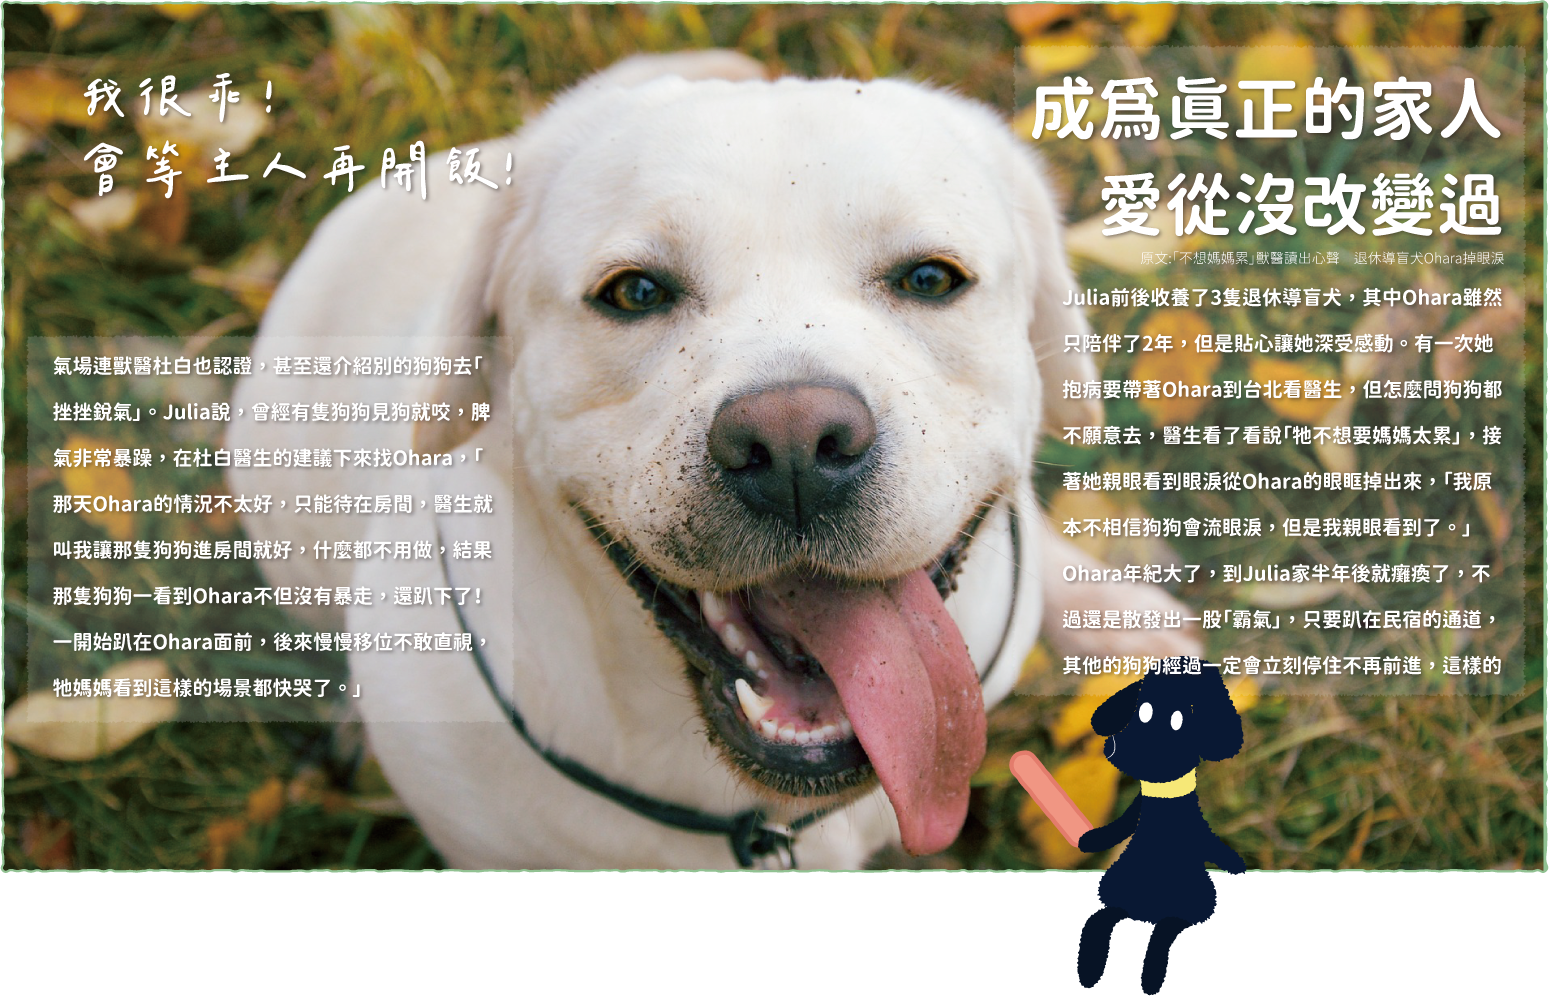 我很乖!
會等主人再開飯!
成爲眞正的家人
愛從沒改變過
原文:「不想媽媽累」獸醫讀出心聲　退休導盲犬Ohara掉眼淚
Julia前後收養了3隻退休導盲犬，其中Ohara雖然
只陪伴了2年，但是貼心讓她深受感動。有一次她
抱病要帶著Ohara到台北看醫生，但怎麼問狗狗都
不願意去，醫生看了看說「牠不想要媽媽太累」，接
著她親眼看到眼淚從Ohara的眼眶掉出來，「我原
本不相信狗狗會流眼淚，但是我親眼看到了。」
Ohara年紀大了，到Julia家半年後就癱瘓了，不
過還是散發出一股「霸氣」，只要趴在民宿的通道，
其他的狗狗經過一定會立刻停住不再前進，這樣的
氣場連獸醫杜白也認證，甚至還介紹別的狗狗去「
挫挫銳氣」。Julia說，曾經有隻狗狗見狗就咬，脾
氣非常暴躁，在杜白醫生的建議下來找Ohara，「
那天Ohara的情況不太好，只能待在房間，醫生就
叫我讓那隻狗狗進房間就好，什麼都不用做，結果
那隻狗狗一看到Ohara不但沒有暴走，還趴下了!
一開始趴在Ohara面前，後來慢慢移位不敢直視，
牠媽媽看到這樣的場景都快哭了。」